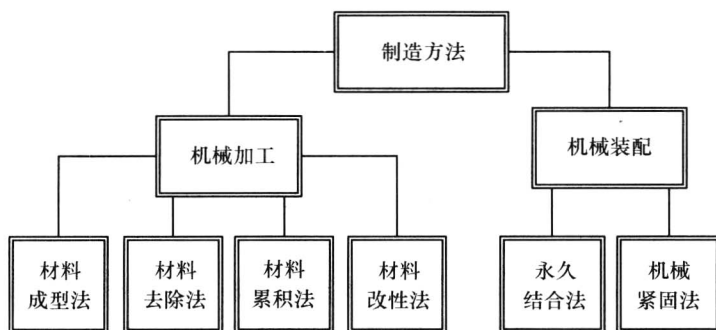 制造方法
机械加工
机械装配
材料
成型法
材料
去除法
材料
累积法
材料
改性法
永久
结合法
机械
紧固法